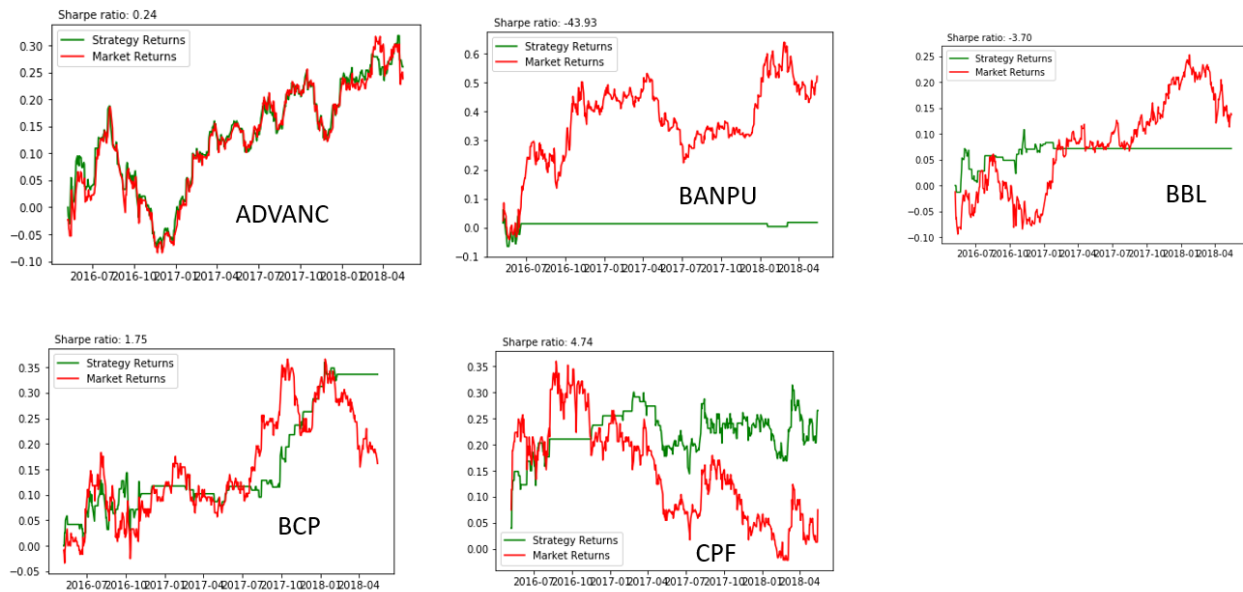 Sharpe ratio: 0.24
Strategy Returns
Market Returns
0.30
0.25
0.20
0.15
0.10
0.05
0.00
−0.05
−0.10
ADVANC
2016-07 2016-10 2017-01 2017-04 2017-07 2017-10 2018-01 2018-04
Sharpe ratio: -43.93
Strategy Returns
Market Returns
0.6
0.5
0.4
0.3
0.2
0.1
0.0
−0.1
BANPU
2016-07 2016-10 2017-01 2017-04 2017-07 2017-10 2018-01 2018-04
Sharpe ratio: -3.70
Strategy Returns
Market Returns
0.25
0.20
0.15
0.10
0.05
0.00
−0.05
−0.10
BBL
2016-07 2016-10 2017-01 2017-04 2017-07 2017-10 2018-01 2018-04
Sharpe ratio: 1.75
Strategy Returns
Market Returns
0.35
0.30
0.25
0.20
0.15
0.10
0.05
0.00
−0.05
BCP
2016-07 2016-10 2017-01 2017-04 2017-07 2017-10 2018-01 2018-04
Sharpe ratio: 4.74
0.35
0.30
0.25
0.20
0.15
0.10
0.05
0.00
Strategy Returns
Market Returns
CPF
2016-07 2016-10 2017-01 2017-04 2017-07 2017-10 2018-01 2018-04